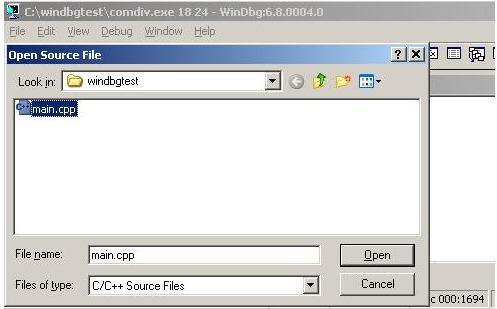 C:\windbgtest\comdiv.exe 18 24 - WinDbg:6.8.0004.0
File Edit View Debug Window Help
Open Source File
Look in: windbgtest
main.cpp
File name: main.cpp Open
Files of type: C/C++ Source Files Cancel
c 000:1694